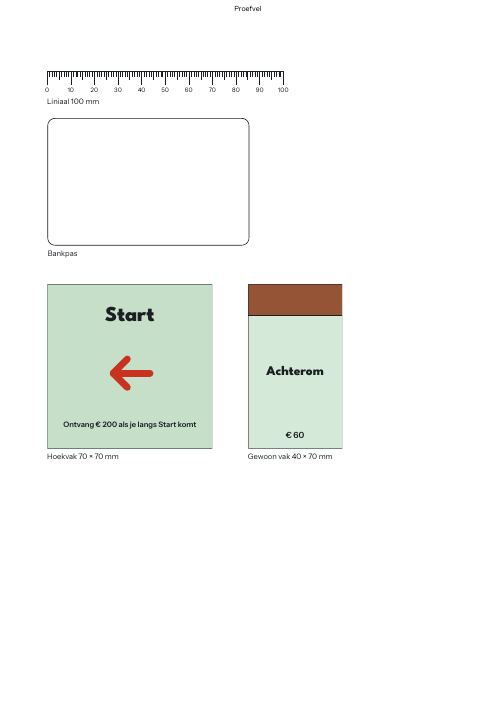 Proefvel
0 10 20 30 40 50 60 70 80 90 100
Liniaal 100 mm
Bankpas
Start
Ontvang € 200 als je langs Start komt
Hoekvak 70 × 70 mm
Achterom
€ 60
Gewoon vak 40 × 70 mm